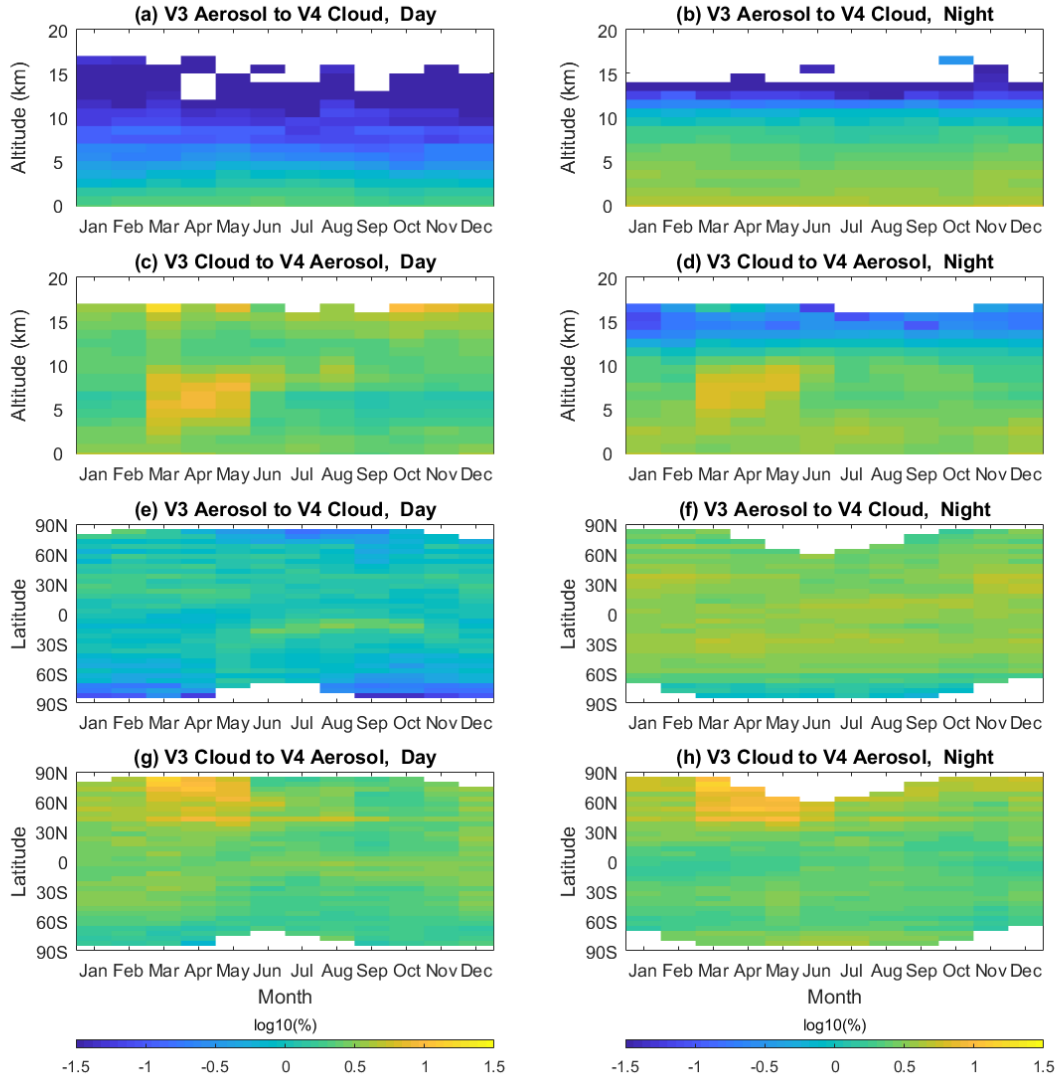 (a) V3 Aerosol to V4 Cloud, Day
20
15
10
5
0
Altitude (km)
Jan Feb Mar Apr May Jun Jul Aug Sep Oct Nov Dec
(b) V3 Aerosol to V4 Cloud, Night
20
15
10
5
0
Altitude (km)
Jan Feb Mar Apr May Jun Jul Aug Sep Oct Nov Dec
(c) V3 Cloud to V4 Aerosol, Day
20
15
10
5
0
Altitude (km)
Jan Feb Mar Apr May Jun Jul Aug Sep Oct Nov Dec
(d) V3 Cloud to V4 Aerosol, Night
20
15
10
5
0
Altitude (km)
Jan Feb Mar Apr May Jun Jul Aug Sep Oct Nov Dec
(e) V3 Aerosol to V4 Cloud, Day
90N
60N
30N
0
30S
60S
90S
Latitude
Jan Feb Mar Apr May Jun Jul Aug Sep Oct Nov Dec
(f) V3 Aerosol to V4 Cloud, Night
90N
60N
30N
0
30S
60S
90S
Latitude
Jan Feb Mar Apr May Jun Jul Aug Sep Oct Nov Dec
(g) V3 Cloud to V4 Aerosol, Day
90N
60N
30N
0
30S
60S
90S
Latitude
Jan Feb Mar Apr May Jun Jul Aug Sep Oct Nov Dec
Month
(h) V3 Cloud to V4 Aerosol, Night
90N
60N
30N
0
30S
60S
90S
Latitude
Jan Feb Mar Apr May Jun Jul Aug Sep Oct Nov Dec
Month
log10(%)
-1.5 -1 -0.5 0 0.5 1 1.5
log10(%)
-1.5 -1 -0.5 0 0.5 1 1.5